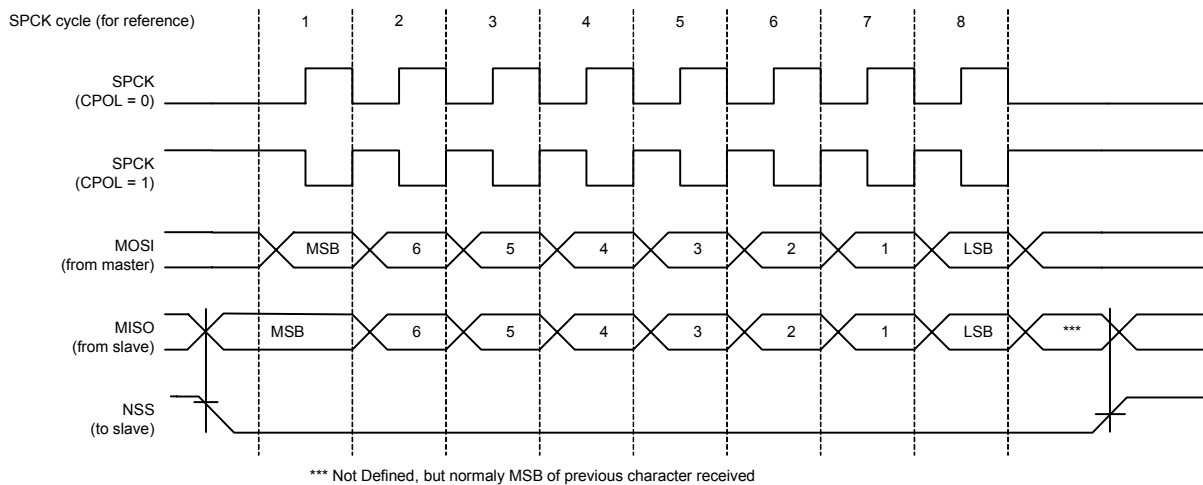 SPCK cycle (for reference) 1 2 3 4 5 6 7 8
SPCK
(CPOL = 0)
SPCK
(CPOL = 1)
MOSI
(from master)
MSB 6 5 4 3 2 1 LSB
MISO
(from slave)
MSB 6 5 4 3 2 1 LSB ***
NSS
(to slave)
*** Not Defined, but normaly MSB of previous character received